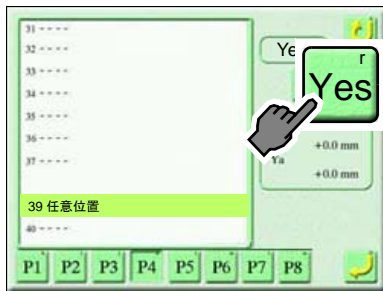 31 - - - -
32 - - - -
33 - - - -
34 - - - -
35 - - - -
36 - - - -
37 - - - -
39 任意位置
40 - - - -
Ye
r
Yes
+0.0 mm
Ya
+0.0 mm
P1 P2 P3 P4 P5 P6 P7 P8